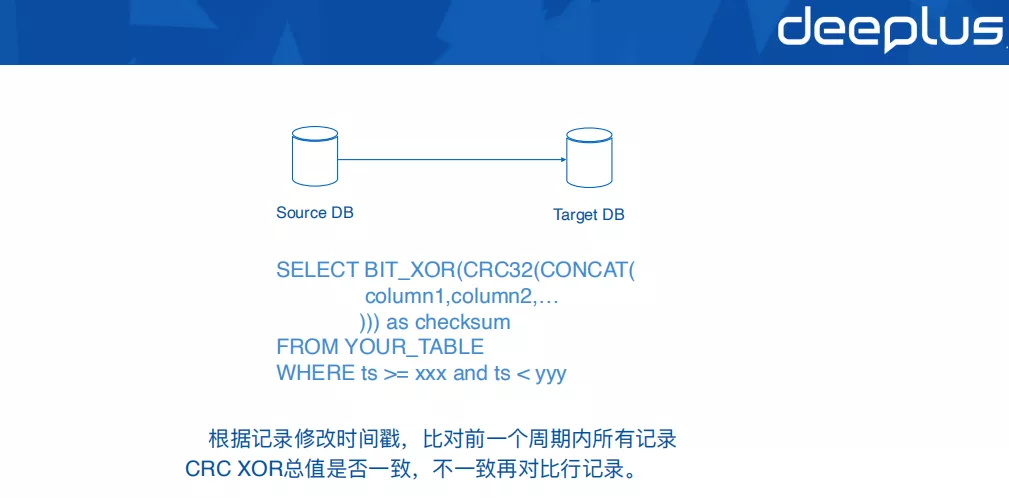 deeplus
Source DB
Target DB
SELECT BIT_XOR(CRC32(CONCAT(
column1,column2,…
))) as checksum
FROM YOUR_TABLE
WHERE ts >= xxx and ts < yyy
根据记录修改时间戳，比对前一个周期内所有记录
CRC XOR总值是否一致，不一致再对比行记录。